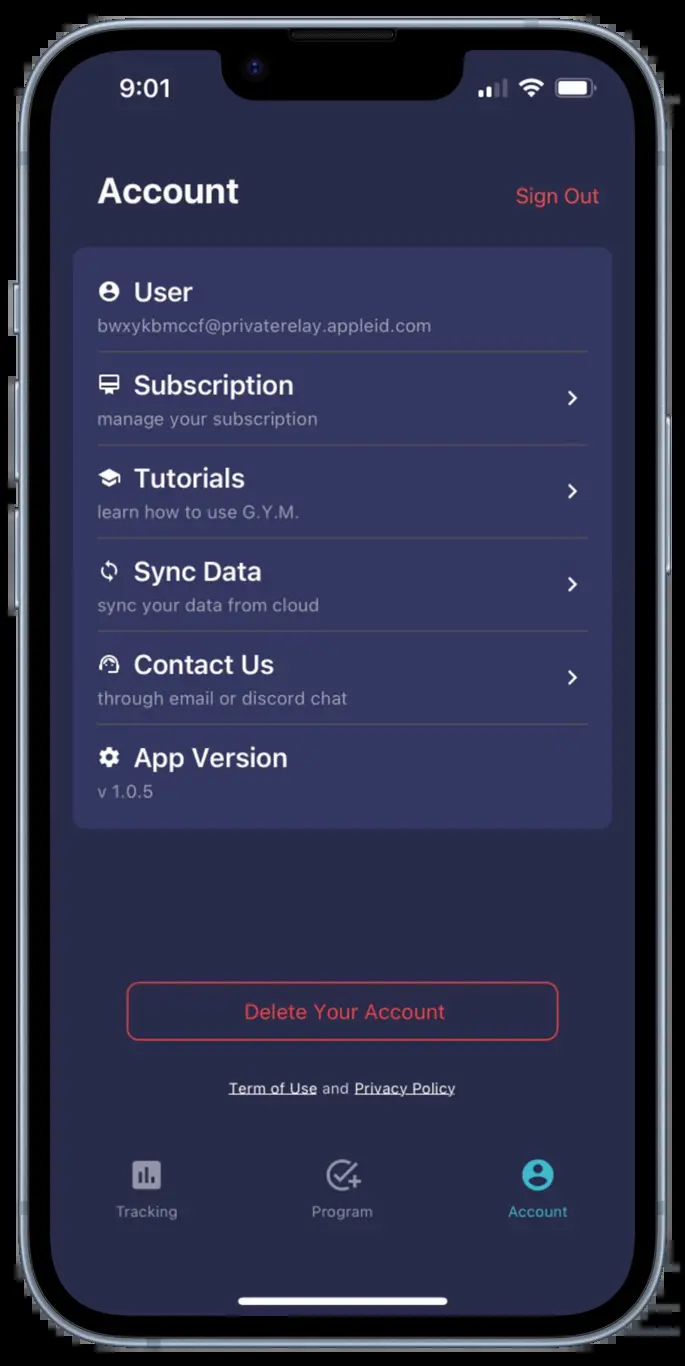 9:01
Account
Sign Out
User
bwxykbmccf@privaterelay.appleid.com
Subscription
manage your subscription
Tutorials
learn how to use G.Y.M.
Sync Data
sync your data from cloud
Contact Us
through email or discord chat
App Version
v 1.0.5
Delete Your Account
Term of Use and Privacy Policy
Tracking
Program
Account